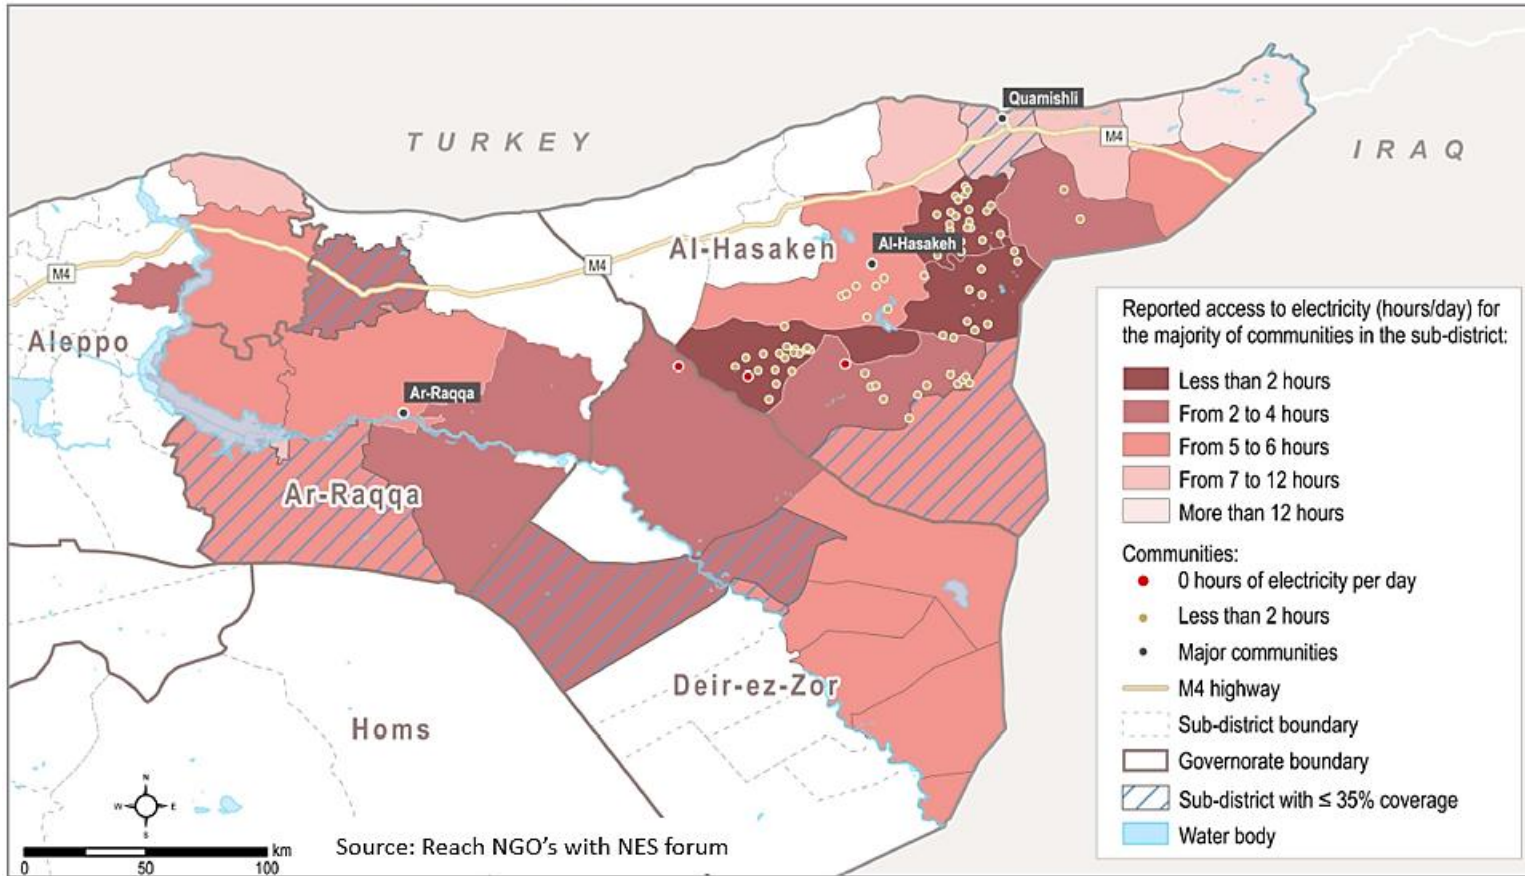 Quamishli
TURKEY
M4
IRAQ
Al-Hasakeh
Al-Hasakeh
M4
M4
Aleppo
Ar-Raqqa
Ar-Raqqa
Deir-ez-Zor
Homs
N
W E
S
km
0 50 100
Source: Reach NGO's with NES forum
Reported access to electricity (hours/day) for
the majority of communities in the sub-district:
Less than 2 hours
From 2 to 4 hours
From 5 to 6 hours
From 7 to 12 hours
More than 12 hours
Communities:
0 hours of electricity per day
Less than 2 hours
Major communities
M4 highway
Sub-district boundary
Governorate boundary
Sub-district with ≤ 35% coverage
Water body